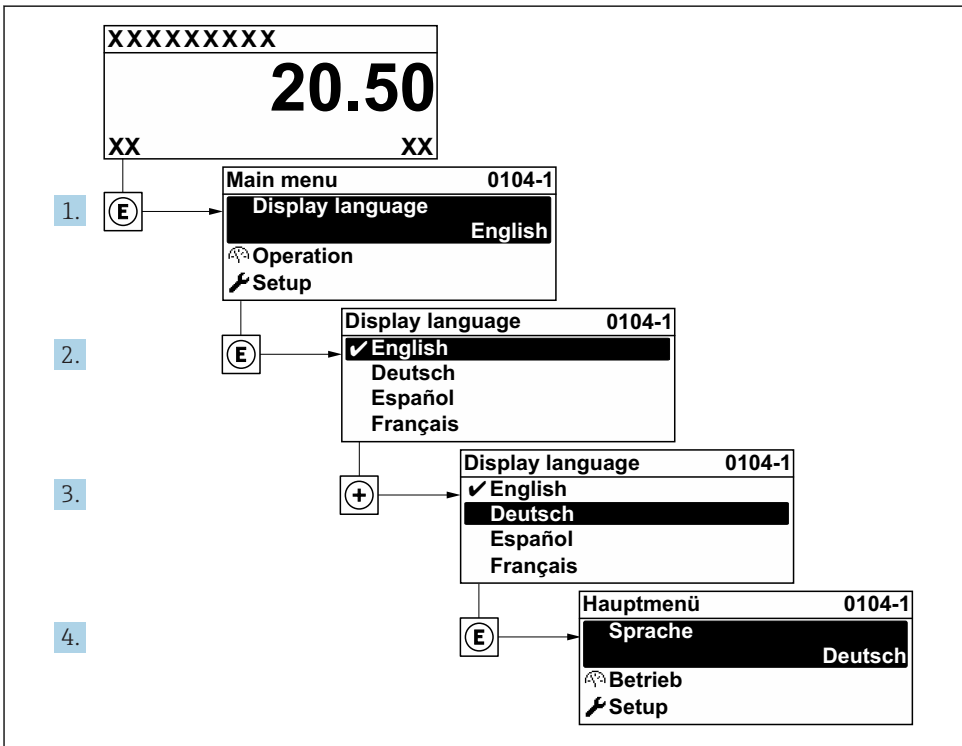 XXXXXXXXX
20.50
XX XX
1.
E
Main menu 0104-1
Display language
English
Operation
Setup
2.
E
Display language 0104-1
✔ English
Deutsch
Español
Français
3.
+
Display language 0104-1
✔ English
Deutsch
Español
Français
4.
E
Hauptmenü 0104-1
Sprache
Deutsch
Betrieb
Setup